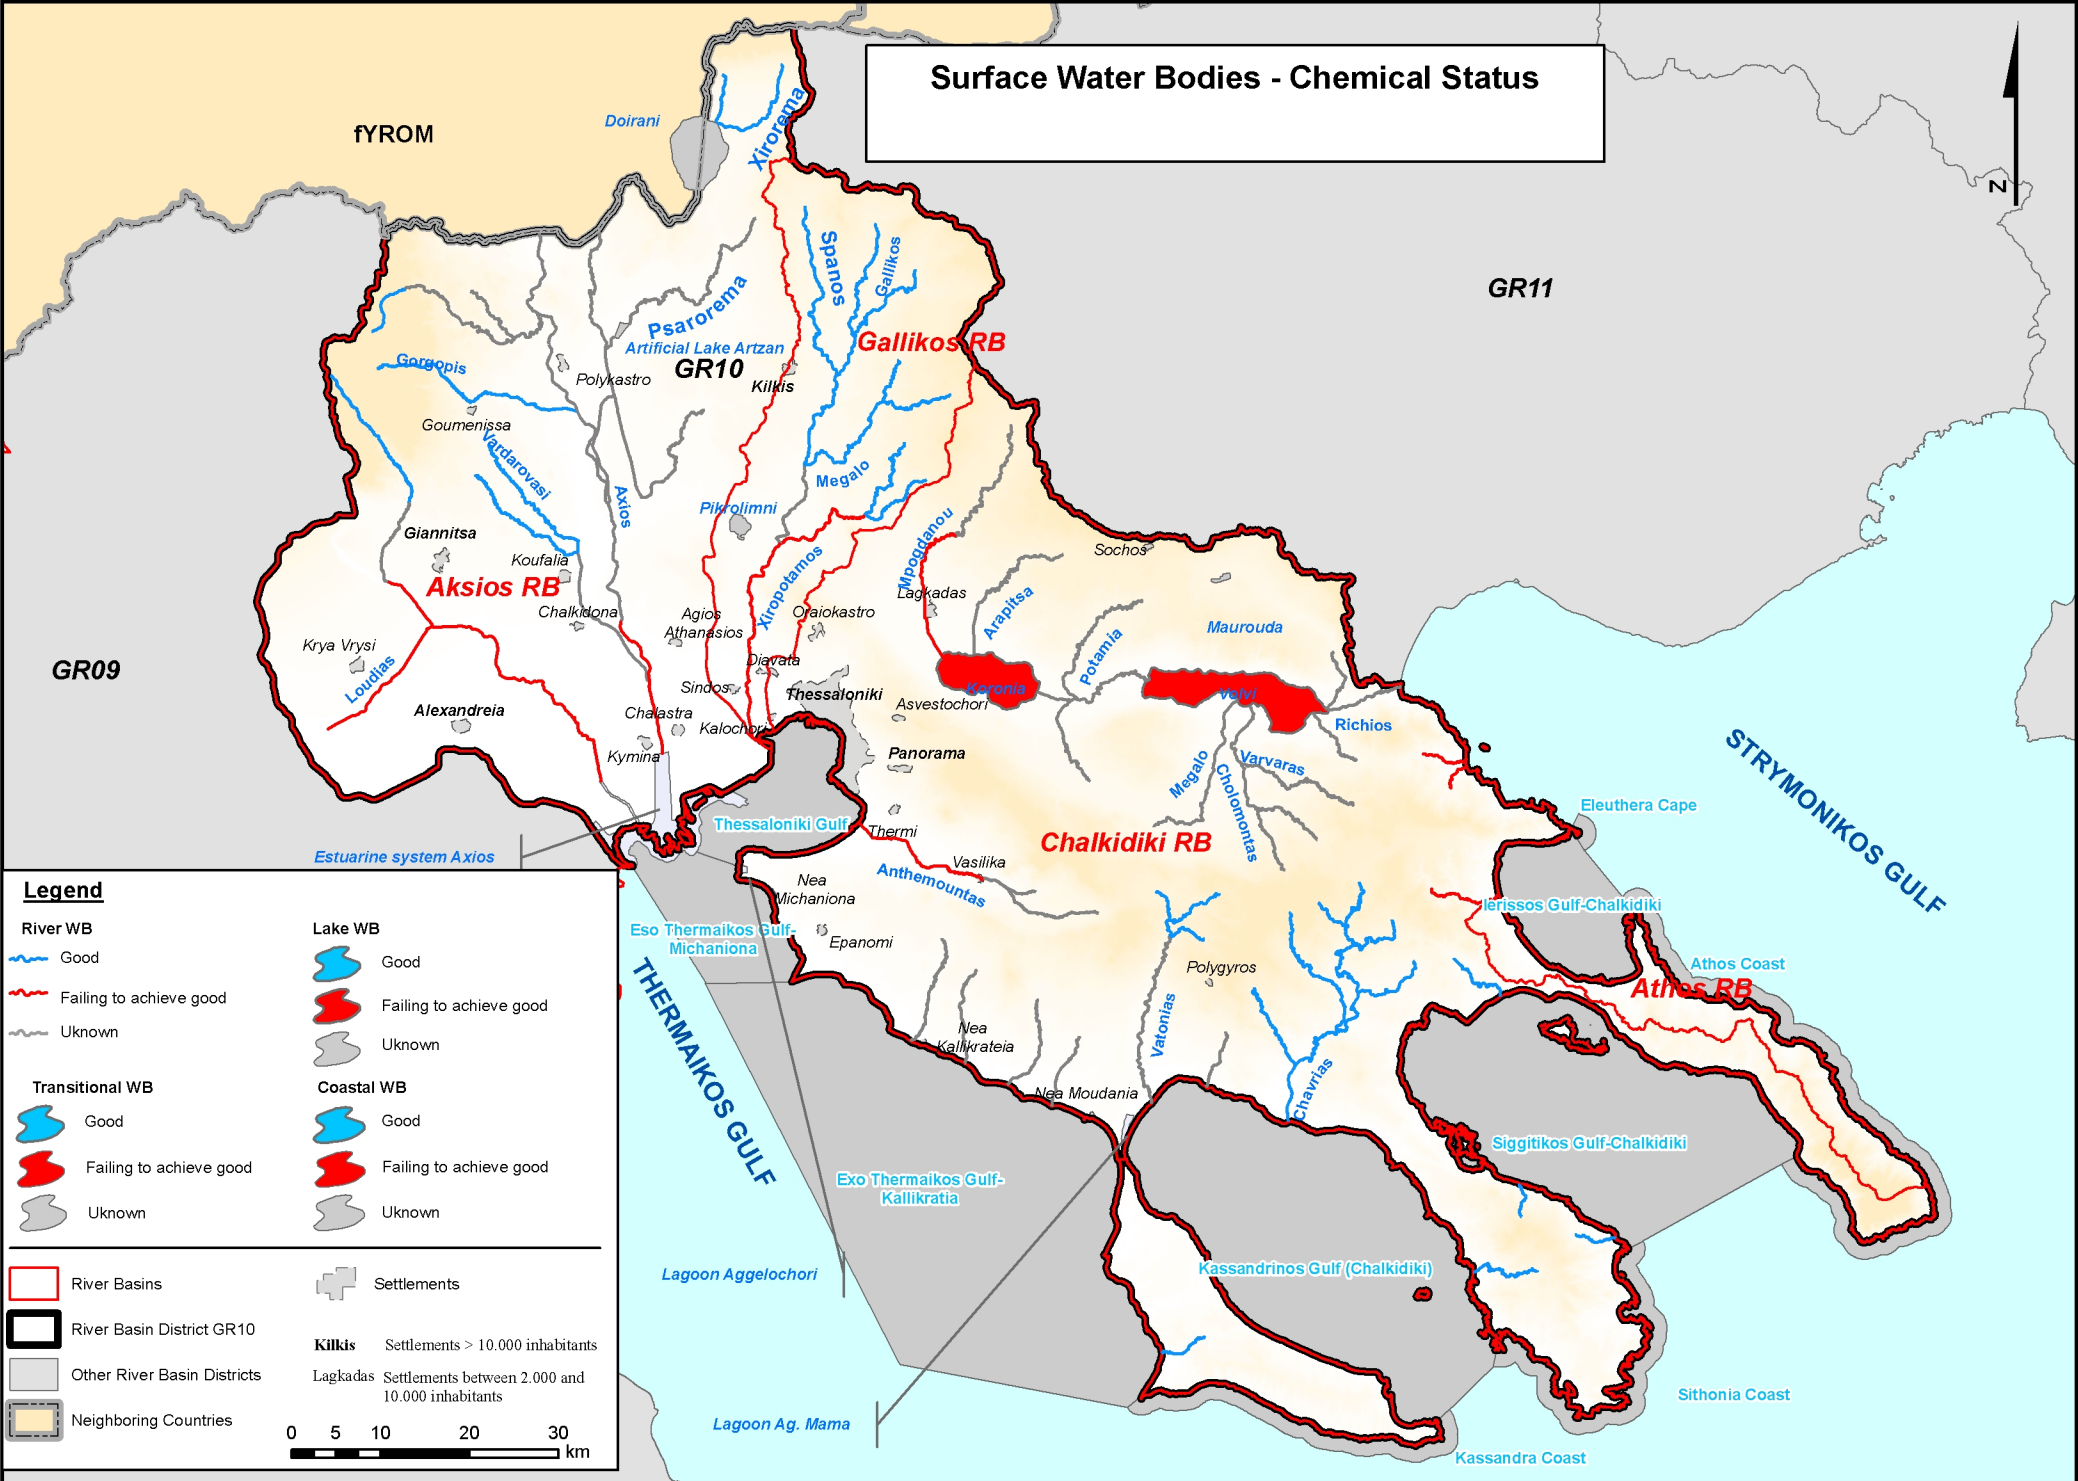 Surface Water Bodies - Chemical Status
fYROM
Doirani
Xirorema
N
GR11
Spanos
Gallikos
Psarorema
Artificial Lake Artzan
GR10
Gallikos RB
Gorgopis
Polykastro
Kilkis
Goumenissa
Vardarovasi
Axios
Megalo
Pikrolimni
Giannitsa
Koufalia
Aksios RB
Chalkidona
Xiropotamos
Mpogdanou
Sochos
Lagkadas
Arapitsa
Agios
Athanasios
Oraiokastro
Maurouda
Potamia
GR09
Krya Vrysi
Loudias
Diavata
Sindos
Thessaloniki
Koronia
Volvi
Asvestochori
Alexandreia
Chalastra
Kalochori
Richios
Kymina
Panorama
Megalo
Varvaras
Cholomontas
STRYMONIKOS GULF
Eleuthera Cape
Thessaloniki Gulf
Thermi
Chalkidiki RB
Estuarine system Axios
Vasilika
Anthemountas
Nea
Michaniona
Ierissos Gulf-Chalkidiki
Eso Thermaikos Gulf-
Michaniona
Epanomi
Polygyros
Athos Coast
Athos RB
THERMAIKOS GULF
Nea
Kallikrateia
Vatonias
Chavrias
Nea Moudania
Siggitikos Gulf-Chalkidiki
Exo Thermaikos Gulf-
Kallikratia
Kassandrinos Gulf (Chalkidiki)
Lagoon Aggelochori
Sithonia Coast
Lagoon Ag. Mama
Kassandra Coast
Legend
River WB
Good
Failing to achieve good
Uknown
Lake WB
Good
Failing to achieve good
Uknown
Transitional WB
Good
Failing to achieve good
Uknown
Coastal WB
Good
Failing to achieve good
Uknown
River Basins
River Basin District GR10
Other River Basin Districts
Neighboring Countries
Settlements
Kilkis Settlements > 10.000 inhabitants
Lagkadas Settlements between 2.000 and
10.000 inhabitants
0 5 10 20 30
km